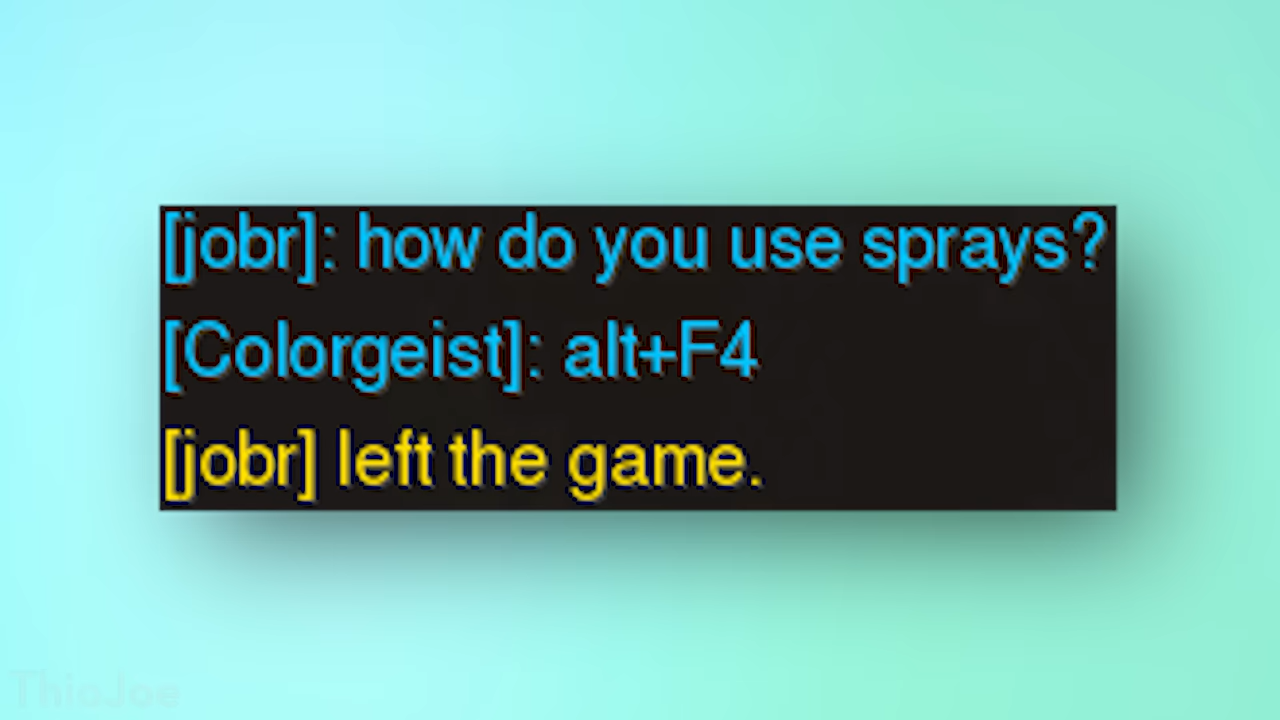 [jobr]: how do you use sprays?
[Colorgeist]: alt+F4
[jobr] left the game.
ThioJoe